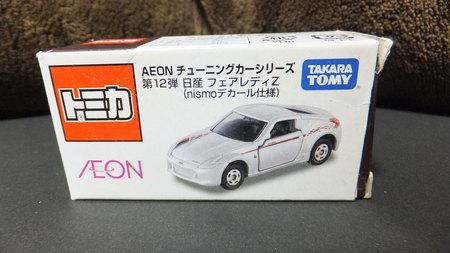 AEON チューニングカーシリーズ
第12弾 日産 フェアレディZ
(nismoデカール仕様)
TAKARA
TOMY
トミカ
ÆON